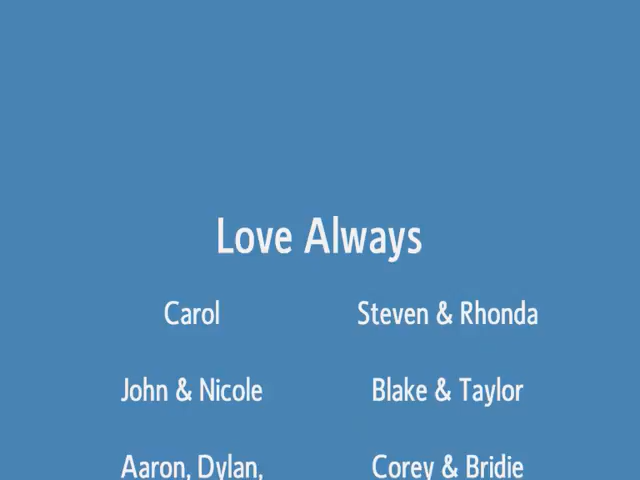 Love Always
Carol
Steven & Rhonda
John & Nicole
Blake & Taylor
Aaron, Dylan,
Corey & Bridie